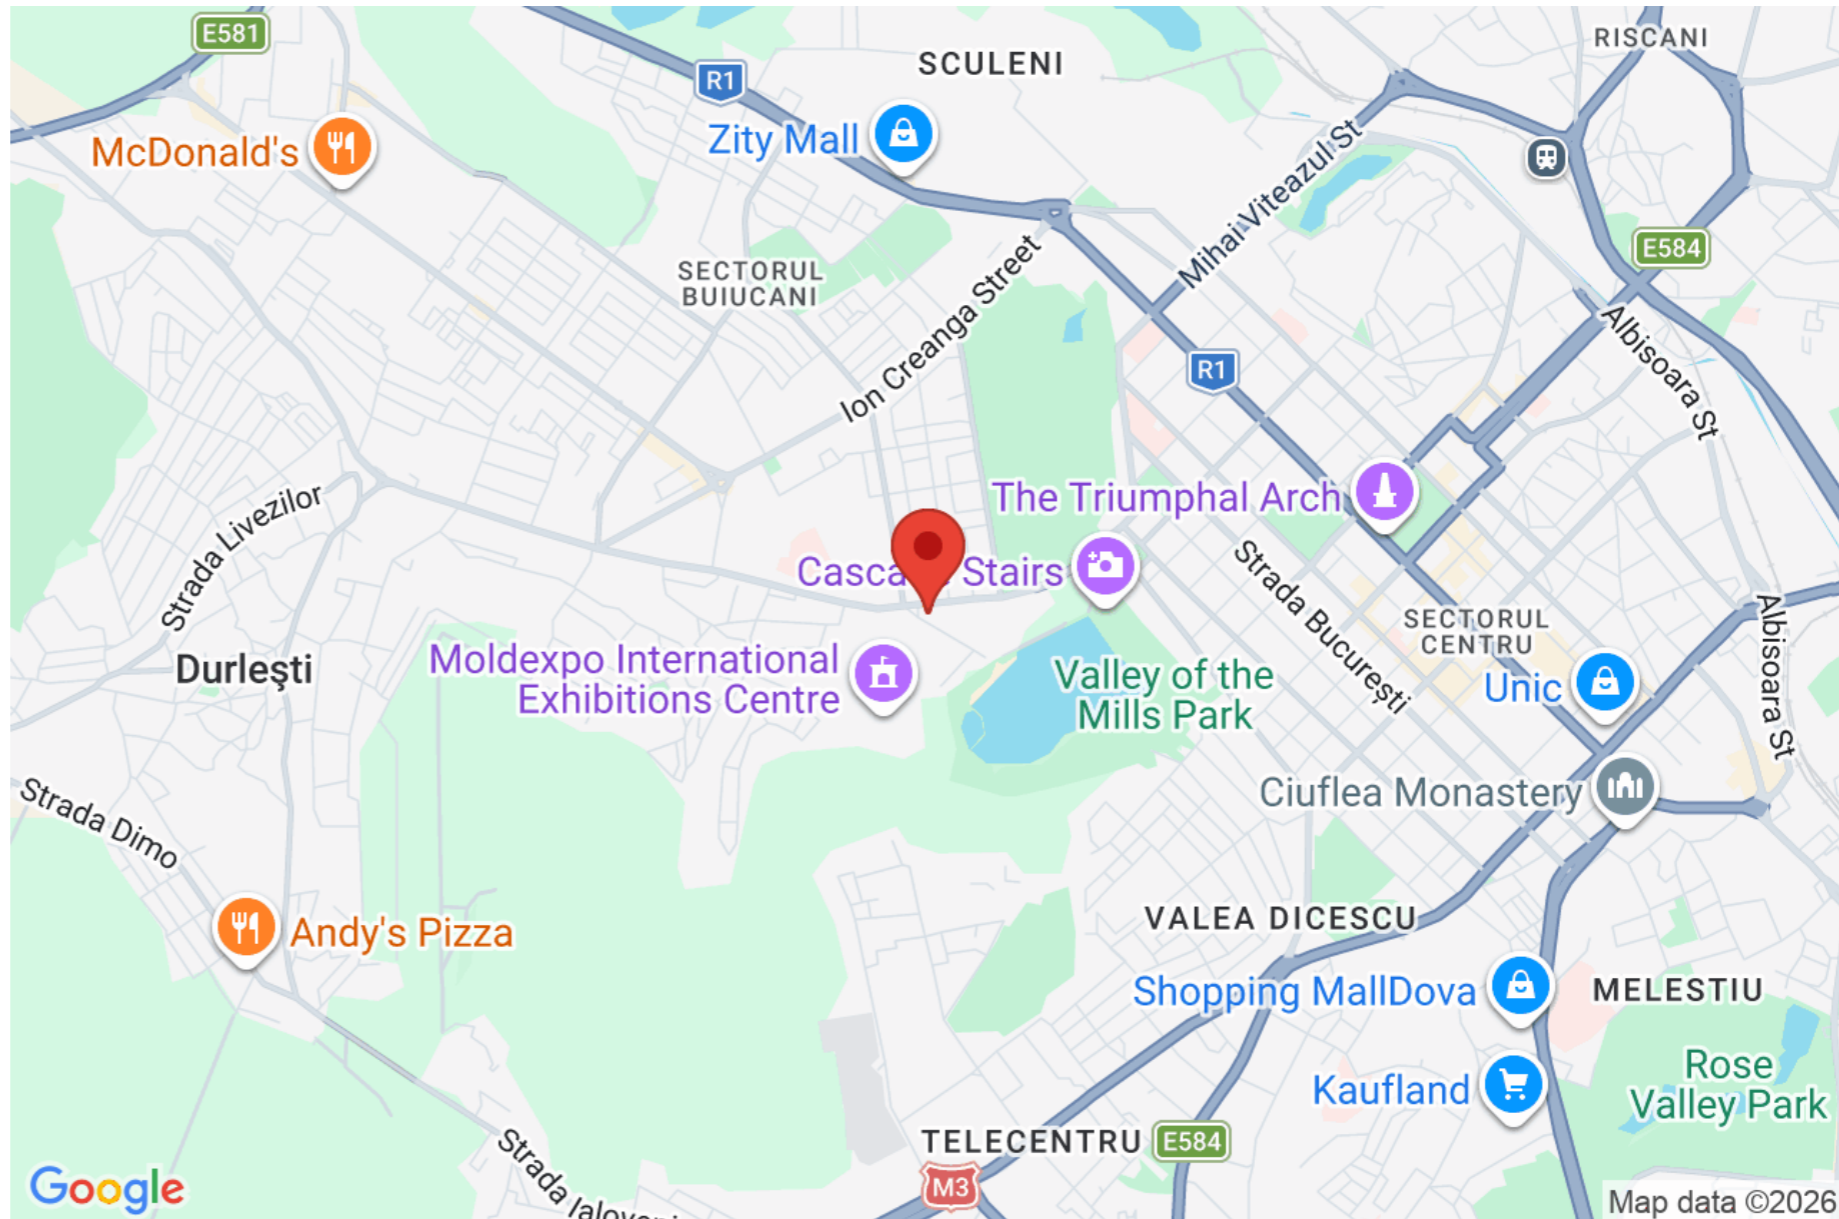 E581
SCULENI
RISCANI
R1
McDonald's
Zity Mall
Mihai Viteazul St
E584
SECTORUL
BUIUCANI
Ion Creanga Street
Albisoara St
R1
Strada Livezilor
The Triumphal Arch
Stairs
Strada București
SECTORUL
CENTRU
Albisoara St
Durleşti
Moldexpo International
Exhibitions Centre
Valley of the
Mills Park
Unic
Strada Dimo
Ciuflea Monastery
Andy's Pizza
VALEA DICESCU
Shopping MallDova
MELESTIU
Kaufland
Rose
Valley Park
TELECENTRU
E584
M3
Strada
Google
Map data ©2026